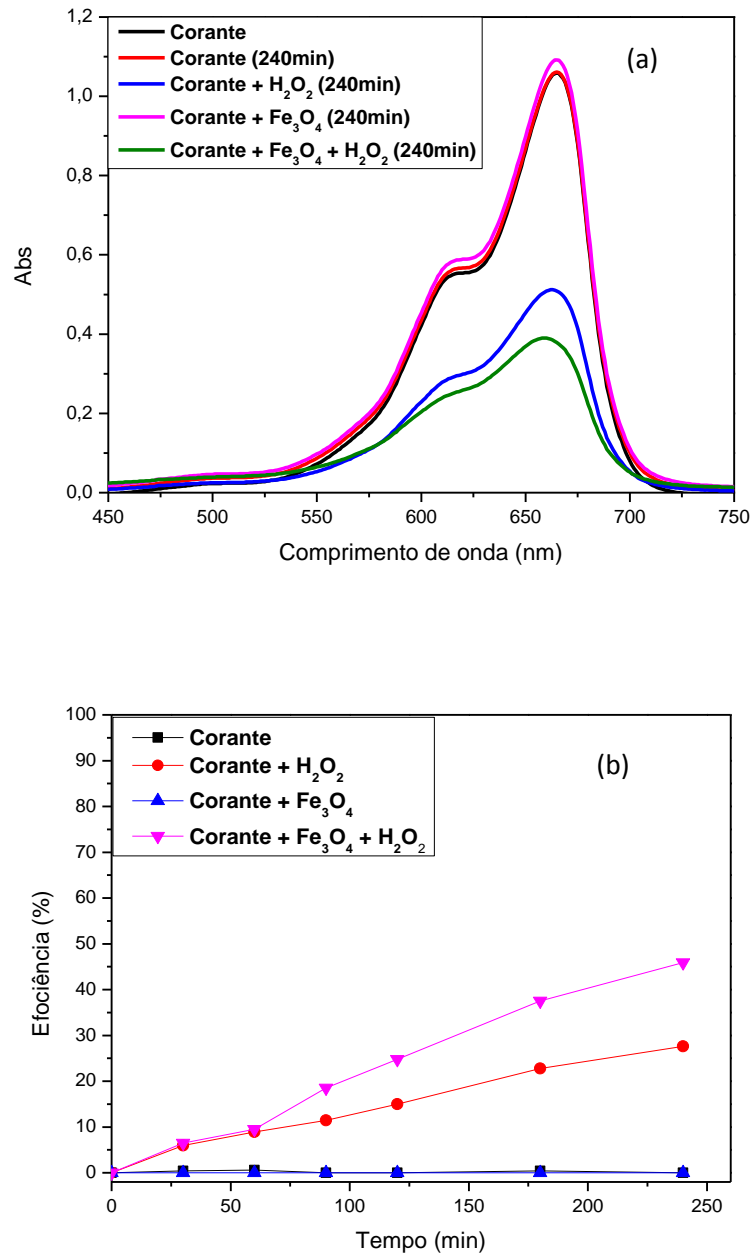 Corante
Corante (240min)
Corante + H₂O₂ (240min)
Corante + Fe₃O₄ (240min)
Corante + Fe₃O₄ + H₂O₂ (240min)
(a)
1,2
1,0
0,8
0,6
0,4
0,2
0,0
Abs
450 500 550 600 650 700 750
Comprimento de onda (nm)
Corante
Corante + H₂O₂
Corante + Fe₃O₄
Corante + Fe₃O₄ + H₂O₂
(b)
100
90
80
70
60
50
40
30
20
10
0
Efociência (%)
0 50 100 150 200 250
Tempo (min)